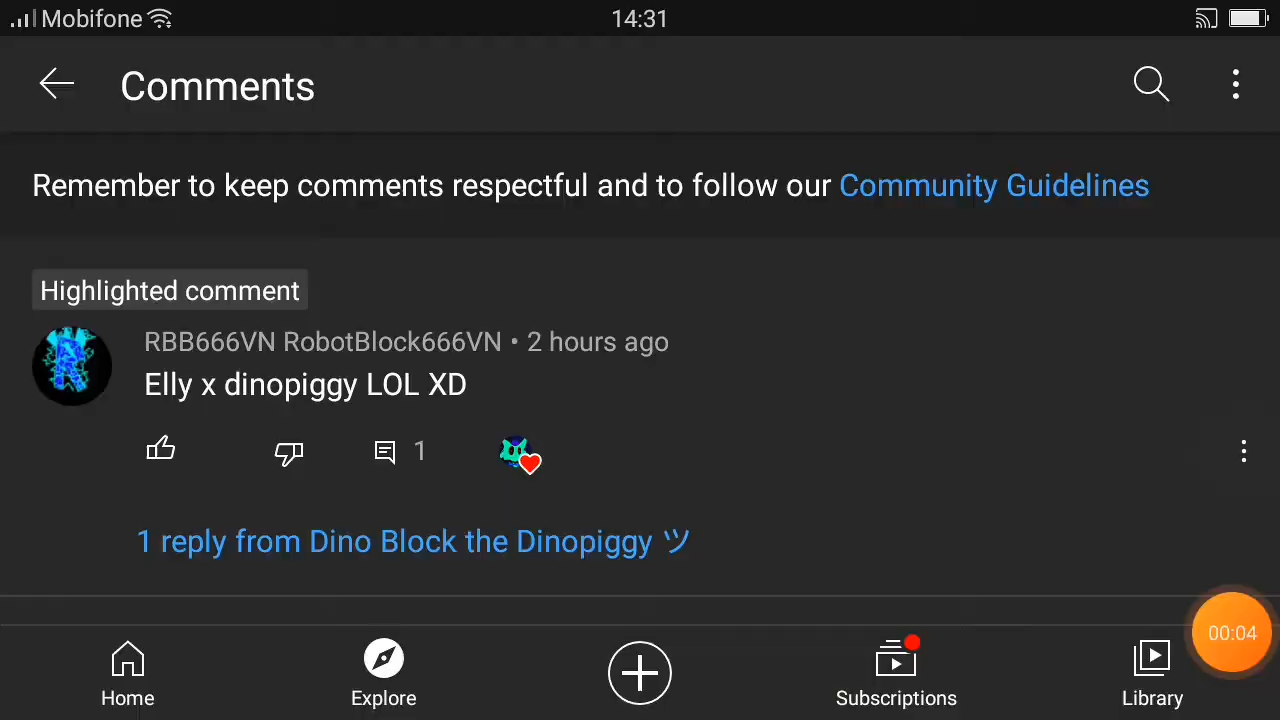 Mobifone 14:31
Comments
Remember to keep comments respectful and to follow our Community Guidelines
Highlighted comment
RBB666VN RobotBlock666VN • 2 hours ago
Elly x dinopiggy LOL XD
1
1 reply from Dino Block the Dinopiggy ツ
00:04
Home Explore Subscriptions Library